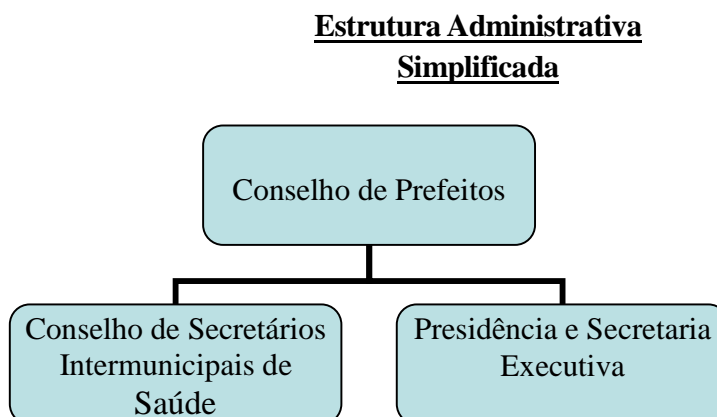 Estrutura Administrativa
Simplificada
Conselho de Prefeitos
Conselho de Secretários
Intermunicipais de
Saúde
Presidência e Secretaria
Executiva